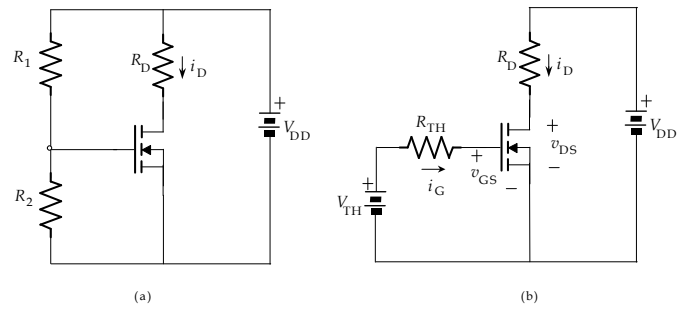 R1
RD
iD
+
VDD
R2
(a)
RD
iD
+
VDD
RTH
+
vDS
−
+
vGS
−
iG
+
VTH
(b)